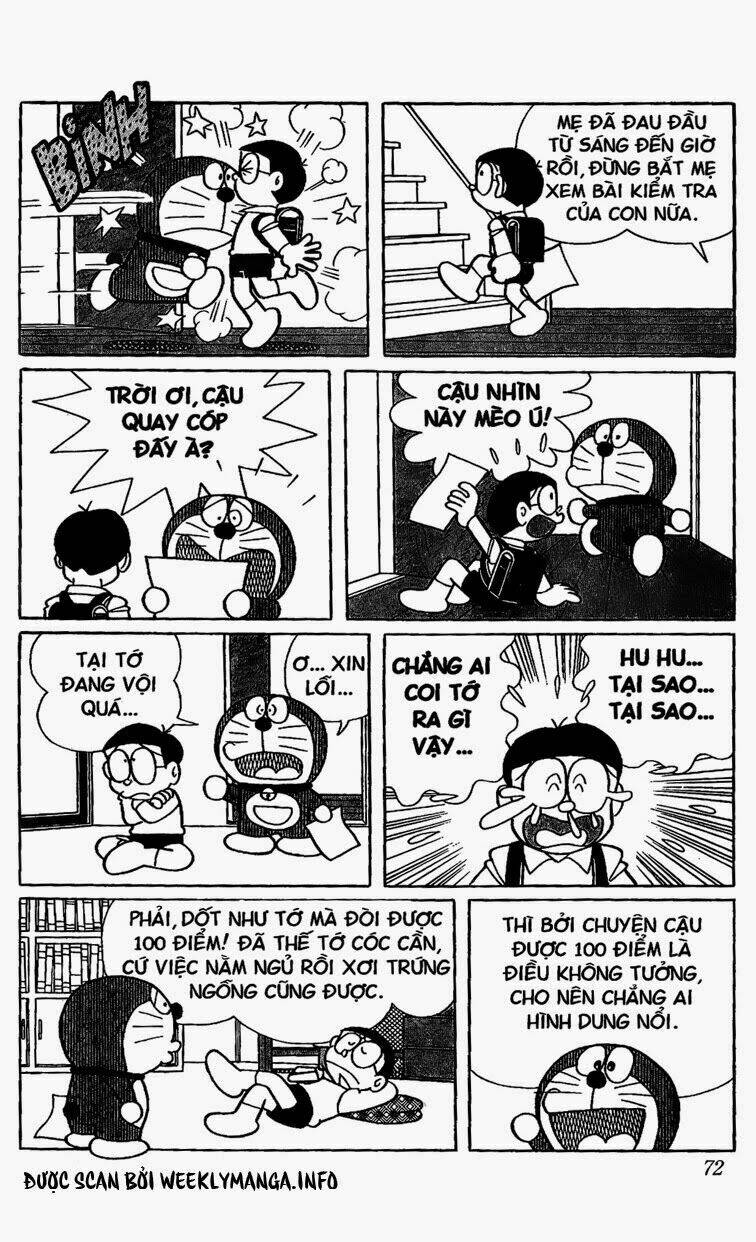 MẸ ĐÃ ĐAU ĐẦU
TỪ SÁNG ĐẾN GIỜ
RỒI, ĐỪNG BẮT MẸ
XEM BÀI KIỂM TRA
CỦA CON NỮA.
BỈNH
CẬU NHÌN
NÀY MÈO Ú!
TRỜI ƠI, CẬU
QUAY CÓP
ĐẤY À?
HU HU...
TẠI SAO...
TẠI SAO...
CHẲNG AI
COI TỚ
RA GÌ
VẬY...
Ơ... XIN
LỖI...
TẠI TỚ
ĐANG VỘI
QUÁ...
THÌ BỞI CHUYỆN CẬU
ĐƯỢC 100 ĐIỂM LÀ
ĐIỀU KHÔNG TƯỞNG,
CHO NÊN CHẲNG AI
HÌNH DUNG NỔI.
PHẢI, DỐT NHƯ TỚ MÀ ĐÒI ĐƯỢC
100 ĐIỂM! ĐÃ THẾ TỚ CÓC CẦN,
CỨ VIỆC NẰM NGỦ RỒI XƠI TRỨNG
NGỖNG CŨNG ĐƯỢC.
72
ĐƯỢC SCAN BỞI WEEKLYMANGA.INFO